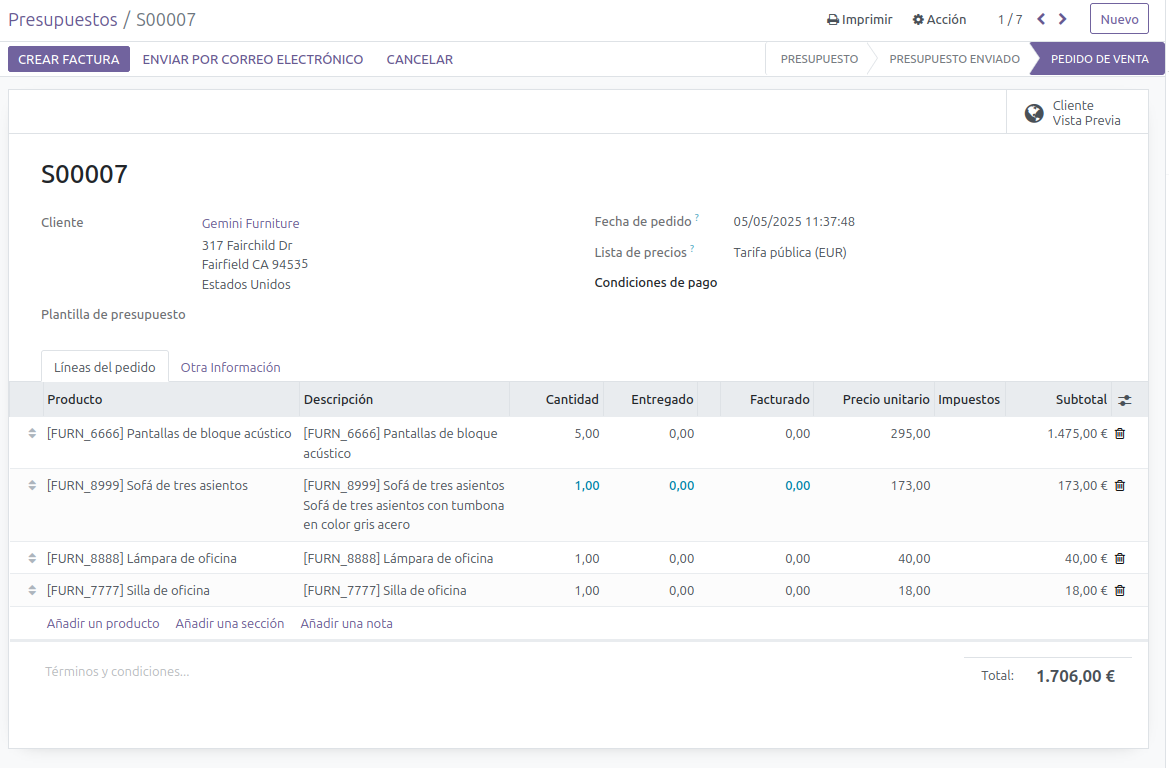 Presupuestos / S00007
Imprimir Acción 1 / 7 Nuevo
CREAR FACTURA ENVIAR POR CORREO ELECTRÓNICO CANCELAR
PRESUPUESTO PRESUPUESTO ENVIADO PEDIDO DE VENTA
Cliente
Vista Previa
S00007
Cliente
Gemini Furniture
317 Fairchild Dr
Fairfield CA 94535
Estados Unidos
Plantilla de presupuesto
Fecha de pedido ? 05/05/2025 11:37:48
Lista de precios ? Tarifa pública (EUR)
Condiciones de pago
Líneas del pedido Otra Información
Producto Descripción Cantidad Entregado Facturado Precio unitario Impuestos Subtotal
[FURN_6666] Pantallas de bloque acústico [FURN_6666] Pantallas de bloque 5,00 0,00 0,00 295,00 1.475,00 €
acústico
[FURN_8999] Sofá de tres asientos [FURN_8999] Sofá de tres asientos 1,00 0,00 0,00 173,00 173,00 €
Sofá de tres asientos con tumbona
en color gris acero
[FURN_8888] Lámpara de oficina [FURN_8888] Lámpara de oficina 1,00 0,00 0,00 40,00 40,00 €
[FURN_7777] Silla de oficina [FURN_7777] Silla de oficina 1,00 0,00 0,00 18,00 18,00 €
Añadir un producto Añadir una sección Añadir una nota
Términos y condiciones...
Total: 1.706,00 €